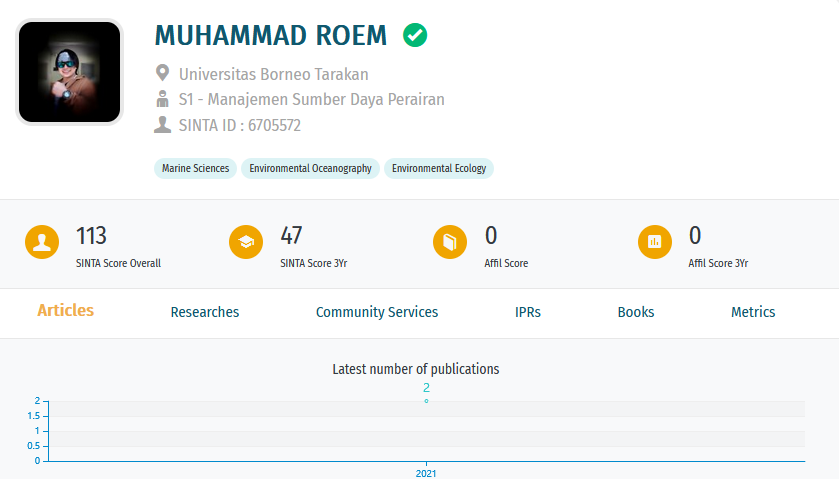 MUHAMMAD ROEM
Universitas Borneo Tarakan
S1 - Manajemen Sumber Daya Perairan
SINTA ID : 6705572
Marine Sciences Environmental Oceanography Environmental Ecology
113 47 0 0
SINTA Score Overall SINTA Score 3Yr Affil Score Affil Score 3Yr
Articles Researches Community Services IPRs Books Metrics
Latest number of publications
2
2
1.5
1
0.5
0
2021